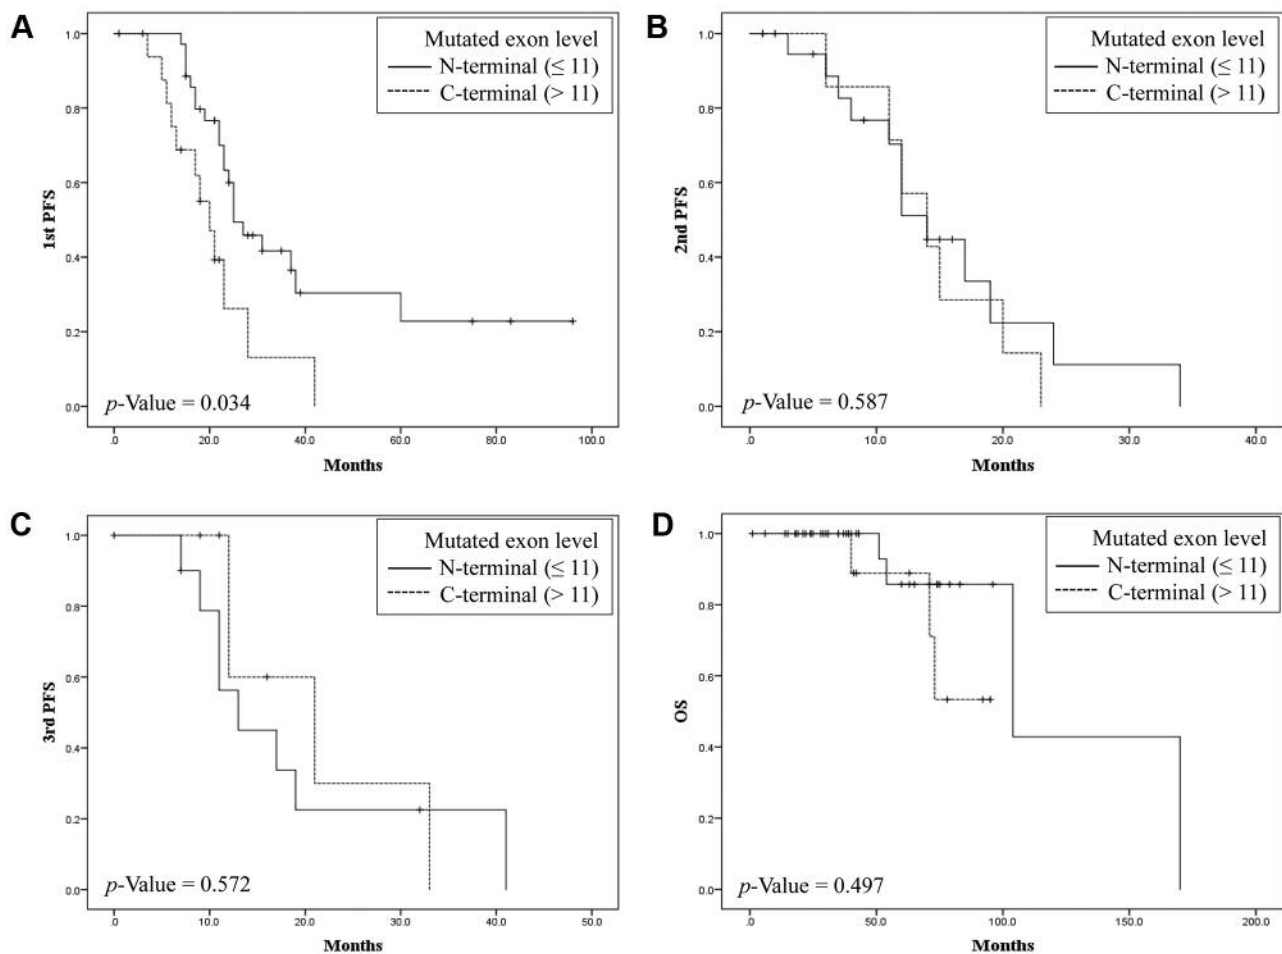 A
Mutated exon level
N-terminal (≤ 11)
C-terminal (> 11)
1.0
0.8
0.6
0.4
0.2
0.0
1st PFS
p-Value = 0.034
.0 20.0 40.0 60.0 80.0 100.0
Months
B
Mutated exon level
N-terminal (≤ 11)
C-terminal (> 11)
1.0
0.8
0.6
0.4
0.2
0.0
2nd PFS
p-Value = 0.587
.0 10.0 20.0 30.0 40.0
Months
C
Mutated exon level
N-terminal (≤ 11)
C-terminal (> 11)
1.0
0.8
0.6
0.4
0.2
0.0
3rd PFS
p-Value = 0.572
.0 10.0 20.0 30.0 40.0 50.0
Months
D
Mutated exon level
N-terminal (≤ 11)
C-terminal (> 11)
1.0
0.8
0.6
0.4
0.2
0.0
OS
p-Value = 0.497
.0 50.0 100.0 150.0 200.0
Months